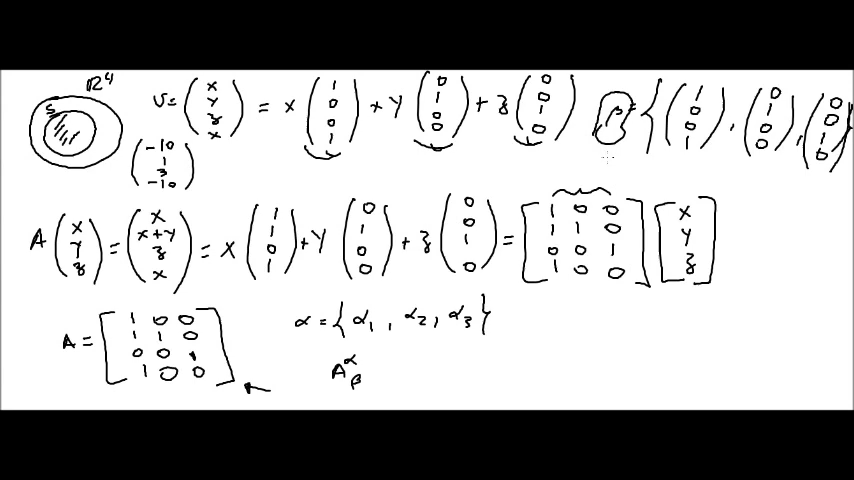 ℝ⁴
S
v = (x, y, z, x) = x (1, 0, 0, 1) + y (0, 1, 0, 0) + z (0, 0, 1, 0) β = { (1, 0, 0, 1), (0, 1, 0, 0), (0, 0, 1, 0)
(-10, 1, 3, -10)
A (x, y, z) = (x, x+y, z, x) = x (1, 1, 0, 1) + y (0, 1, 0, 0) + z (0, 0, 1, 0) = [1 0 0; 1 1 0; 0 0 1; 1 0 0] [x, y, z]
A = [1 0 0; 1 1 0; 0 0 1; 1 0 0] α = { α₁, α₂, α₃ }
A^α_β